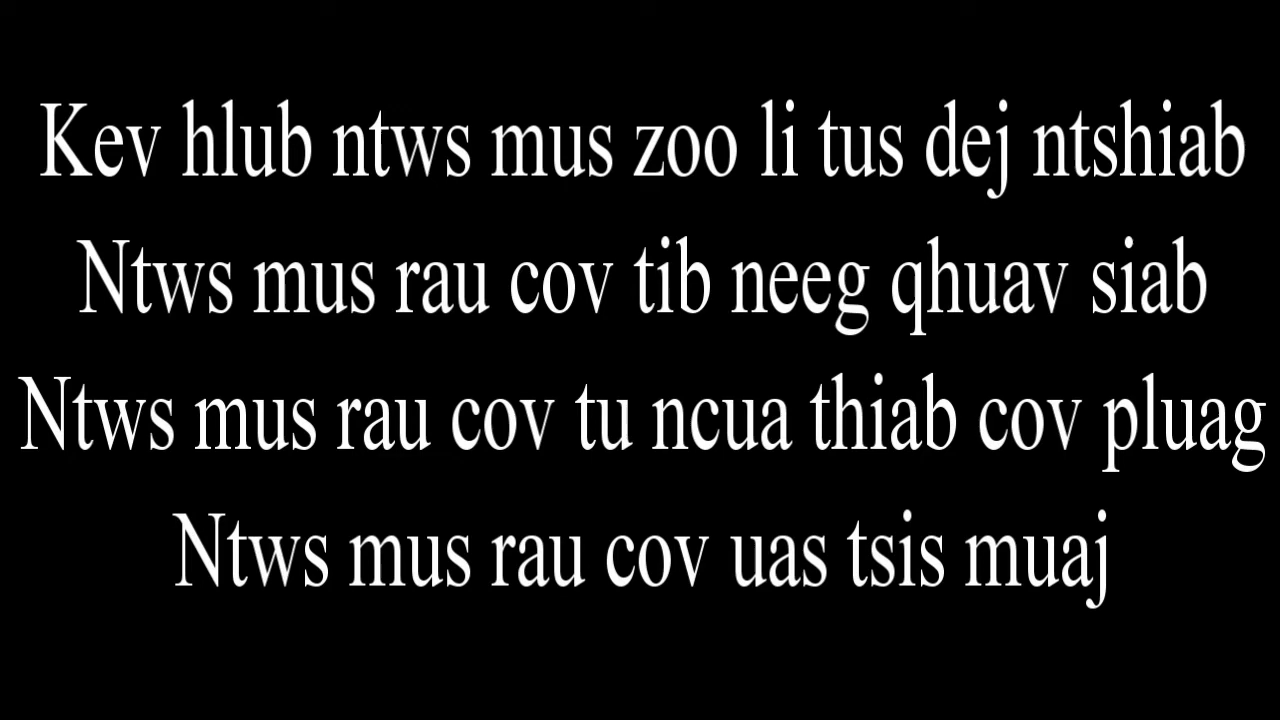 Kev hlub ntws mus zoo li tus dej ntshiab
Ntws mus rau cov tib neeg qhuav siab
Ntws mus rau cov tu ncua thiab cov pluag
Ntws mus rau cov uas tsis muaj